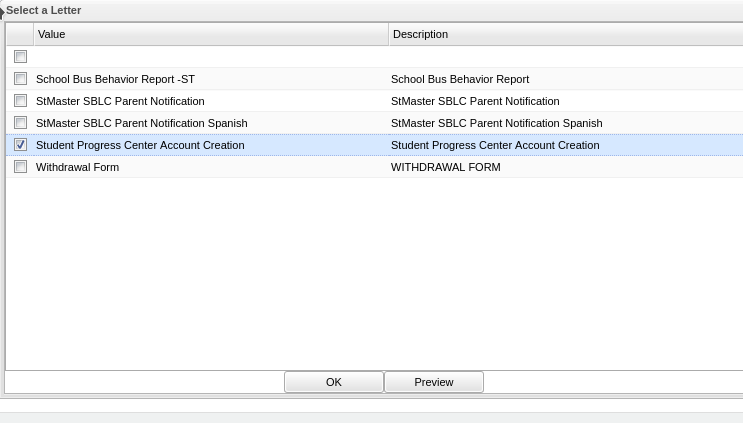 Select a Letter
Value Description
School Bus Behavior Report -ST School Bus Behavior Report
StMaster SBLC Parent Notification StMaster SBLC Parent Notification
StMaster SBLC Parent Notification Spanish StMaster SBLC Parent Notification Spanish
Student Progress Center Account Creation Student Progress Center Account Creation
Withdrawal Form WITHDRAWAL FORM
OK Preview